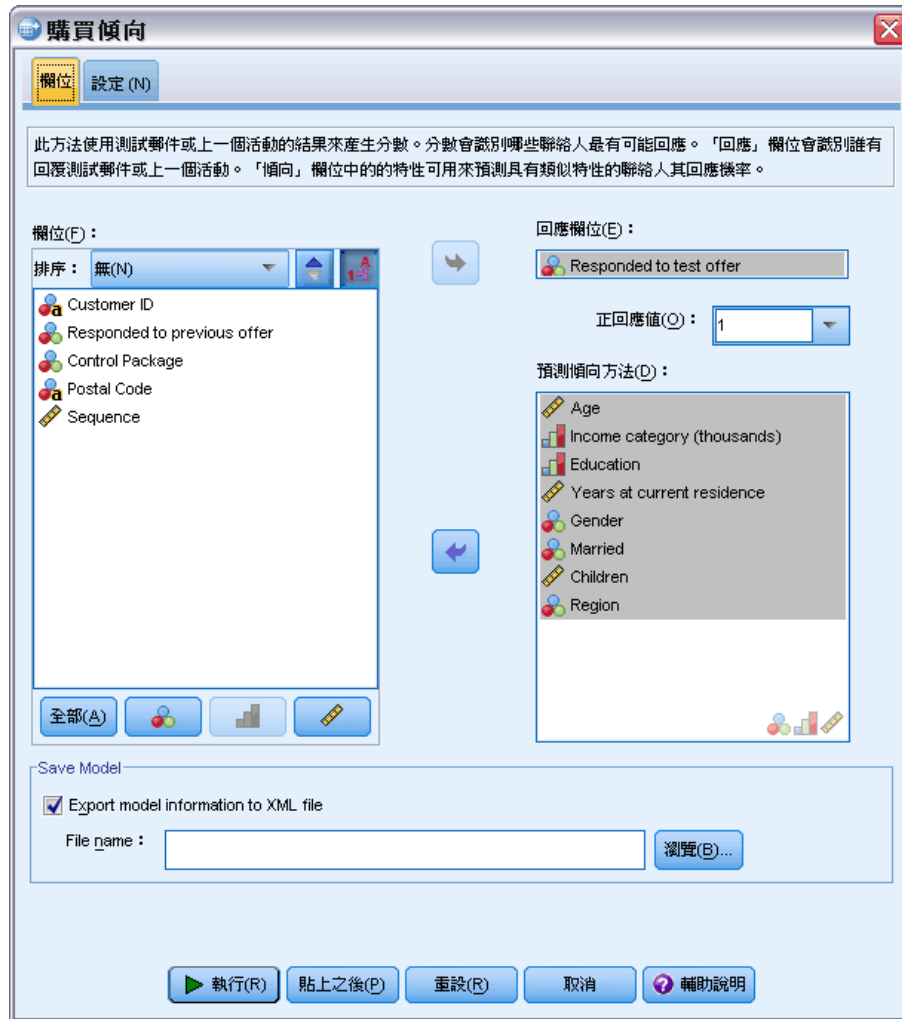 購買傾向
欄位
設定 (N)
此方法使用測試郵件或上一個活動的結果來產生分數。分數會識別哪些聯絡人最有可能回應。「回應」欄位會識別誰有
回覆測試郵件或上一個活動。「傾向」欄位中的的特性可用來預測具有類似特性的聯絡人其回應機率。
欄位(F)：
排序： 無(N)
Customer ID
Responded to previous offer
Control Package
Postal Code
Sequence
全部(A)
回應欄位(E)：
Responded to test offer
正回應值(O)： 1
預測傾向方法(D)：
Age
Income category (thousands)
Education
Years at current residence
Gender
Married
Children
Region
Save Model
Export model information to XML file
File name：
瀏覽(B)...
執行(R)
貼上之後(P)
重設(R)
取消
輔助說明